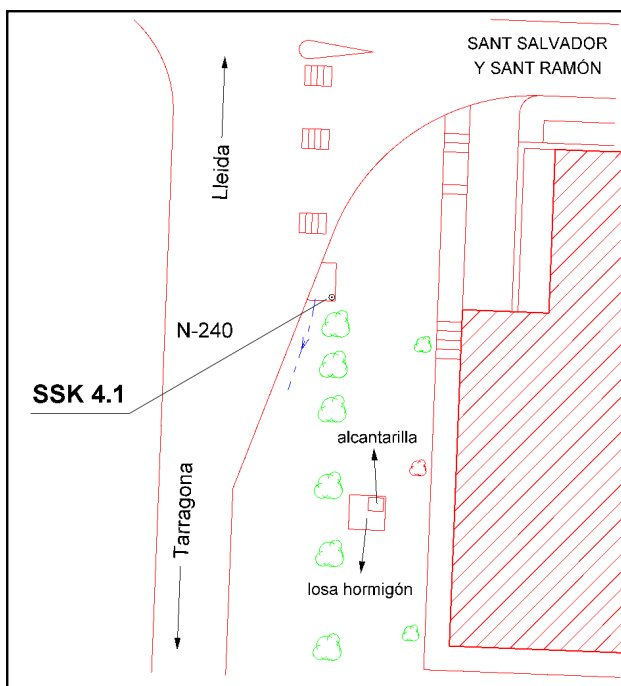 SANT SALVADOR
Y SANT RAMÓN
Lleida
N-240
SSK 4.1
alcantarilla
Tarragona
losa hormigón